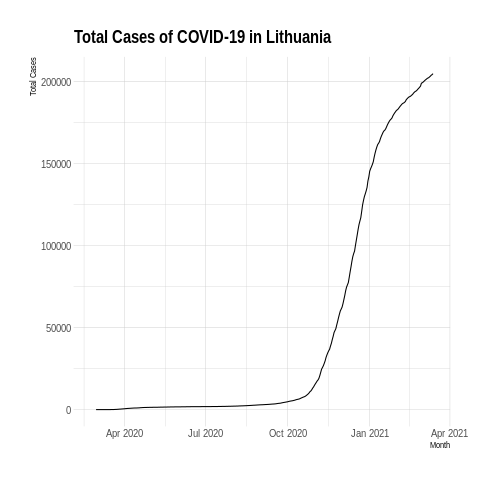 Total Cases of COVID-19 in Lithuania
Total Cases
200000
150000
100000
50000
0
Apr 2020 Jul 2020 Oct 2020 Jan 2021 Apr 2021
Month